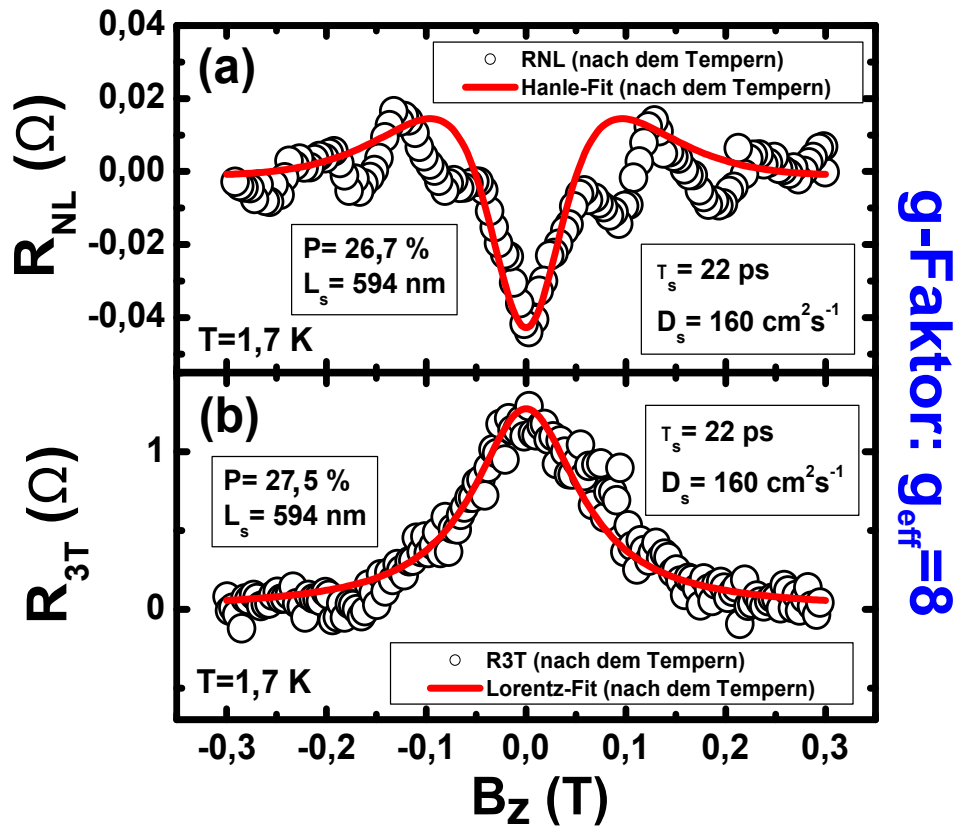 0,04
0,02
0,00
-0,02
-0,04
R_NL (Ω)
(a)
RNL (nach dem Tempern)
Hanle-Fit (nach dem Tempern)
P= 26,7 %
L_s= 594 nm
τ_s= 22 ps
D_s= 160 cm²s⁻¹
T=1,7 K
1
0
R_3T (Ω)
(b)
P= 27,5 %
L_s= 594 nm
τ_s= 22 ps
D_s= 160 cm²s⁻¹
T=1,7 K
R3T (nach dem Tempern)
Lorentz-Fit (nach dem Tempern)
-0,3 -0,2 -0,1 0,0 0,1 0,2 0,3
B_z (T)
g-Faktor: g_eff=8